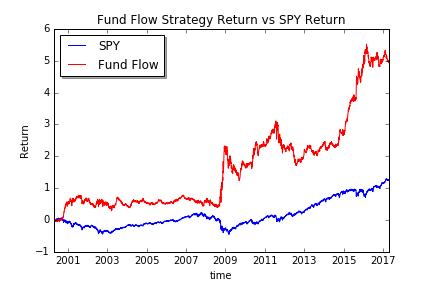 Fund Flow Strategy Return vs SPY Return
6
5
4
3
2
1
0
−1
Return
SPY
Fund Flow
2001 2003 2005 2007 2009 2011 2013 2015 2017
time